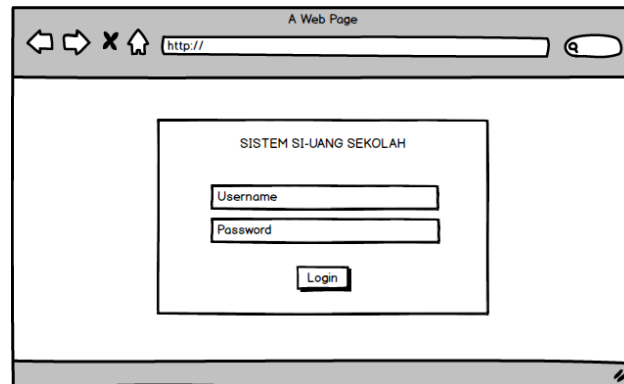 A Web Page
http://
SISTEM SI-UANG SEKOLAH
Username
Password
Login